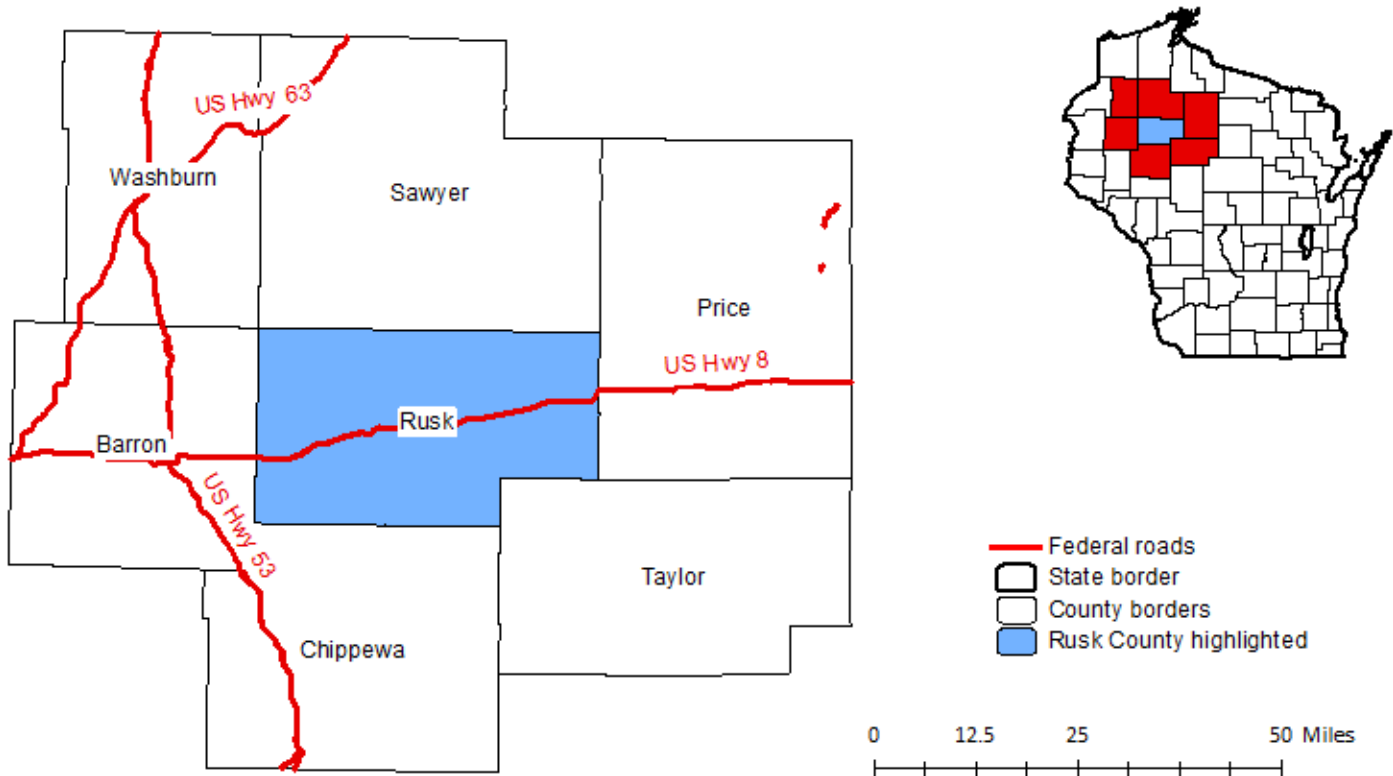 US Hwy 63
Washburn
Sawyer
Price
US Hwy 8
Rusk
Barron
US Hwy 53
Taylor
Chippewa
Federal roads
State border
County borders
Rusk County highlighted
0 12.5 25 50 Miles